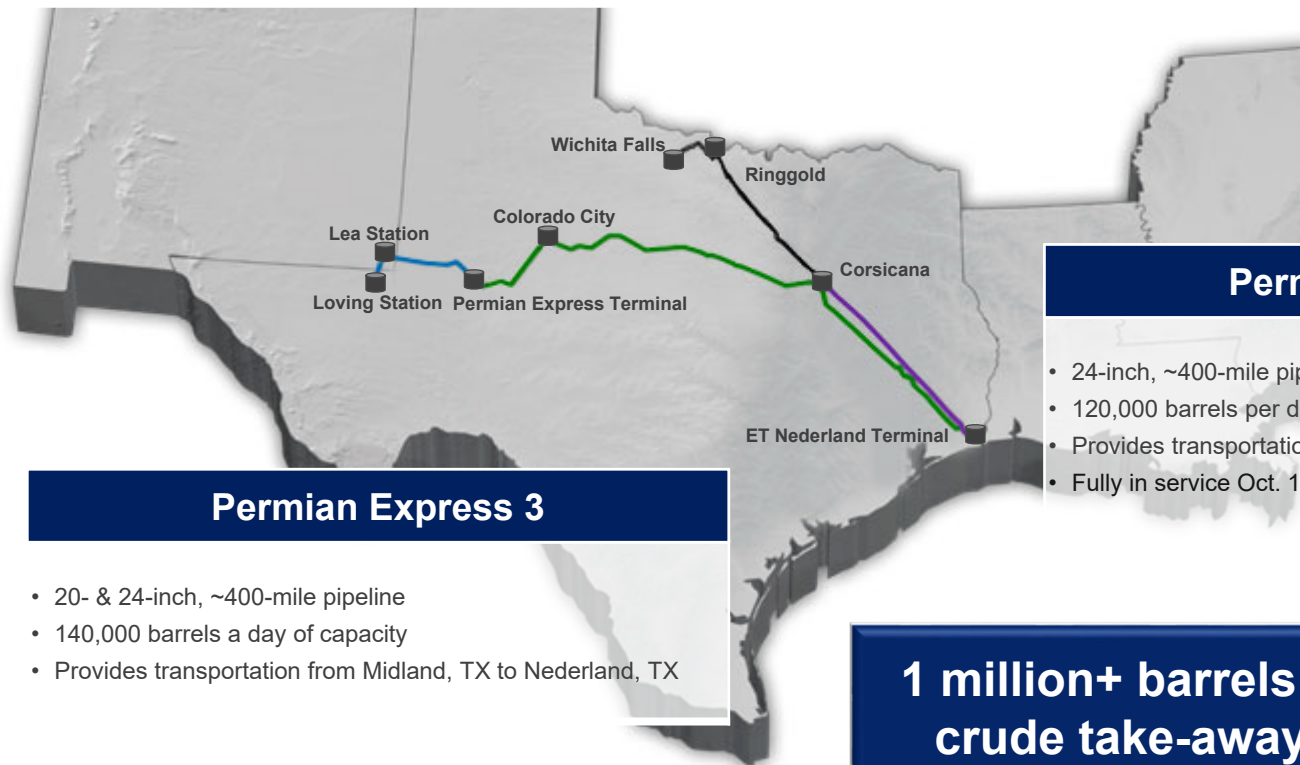 Wichita Falls
Ringgold
Colorado City
Lea Station
Corsicana
Loving Station
Permian Express Terminal
ET Nederland Terminal
Permian Express 3
• 20- & 24-inch, ~400-mile pipeline
• 140,000 barrels a day of capacity
• Provides transportation from Midland, TX to Nederland, TX
• 24-inch, ~400-mile
• 120,000 barrels per
• Provides
• Fully in service Oct. 1
1 million+ barrels
crude take-away